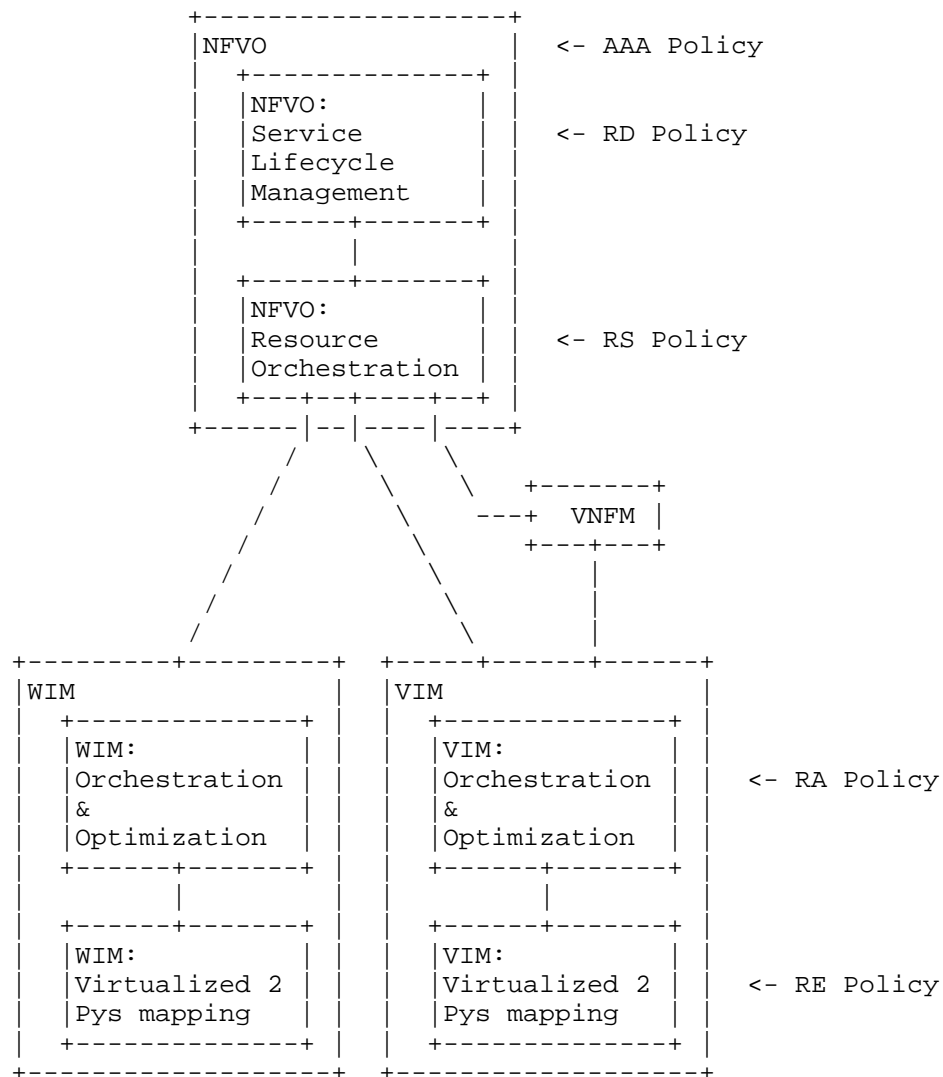 NFVO <- AAA Policy
NFVO:
Service <- RD Policy
Lifecycle
Management
NFVO:
Resource <- RS Policy
Orchestration
VNFM
WIM VIM
WIM: VIM:
Orchestration Orchestration <- RA Policy
& &
Optimization Optimization
WIM: VIM:
Virtualized 2 Virtualized 2 <- RE Policy
Pys mapping Pys mapping